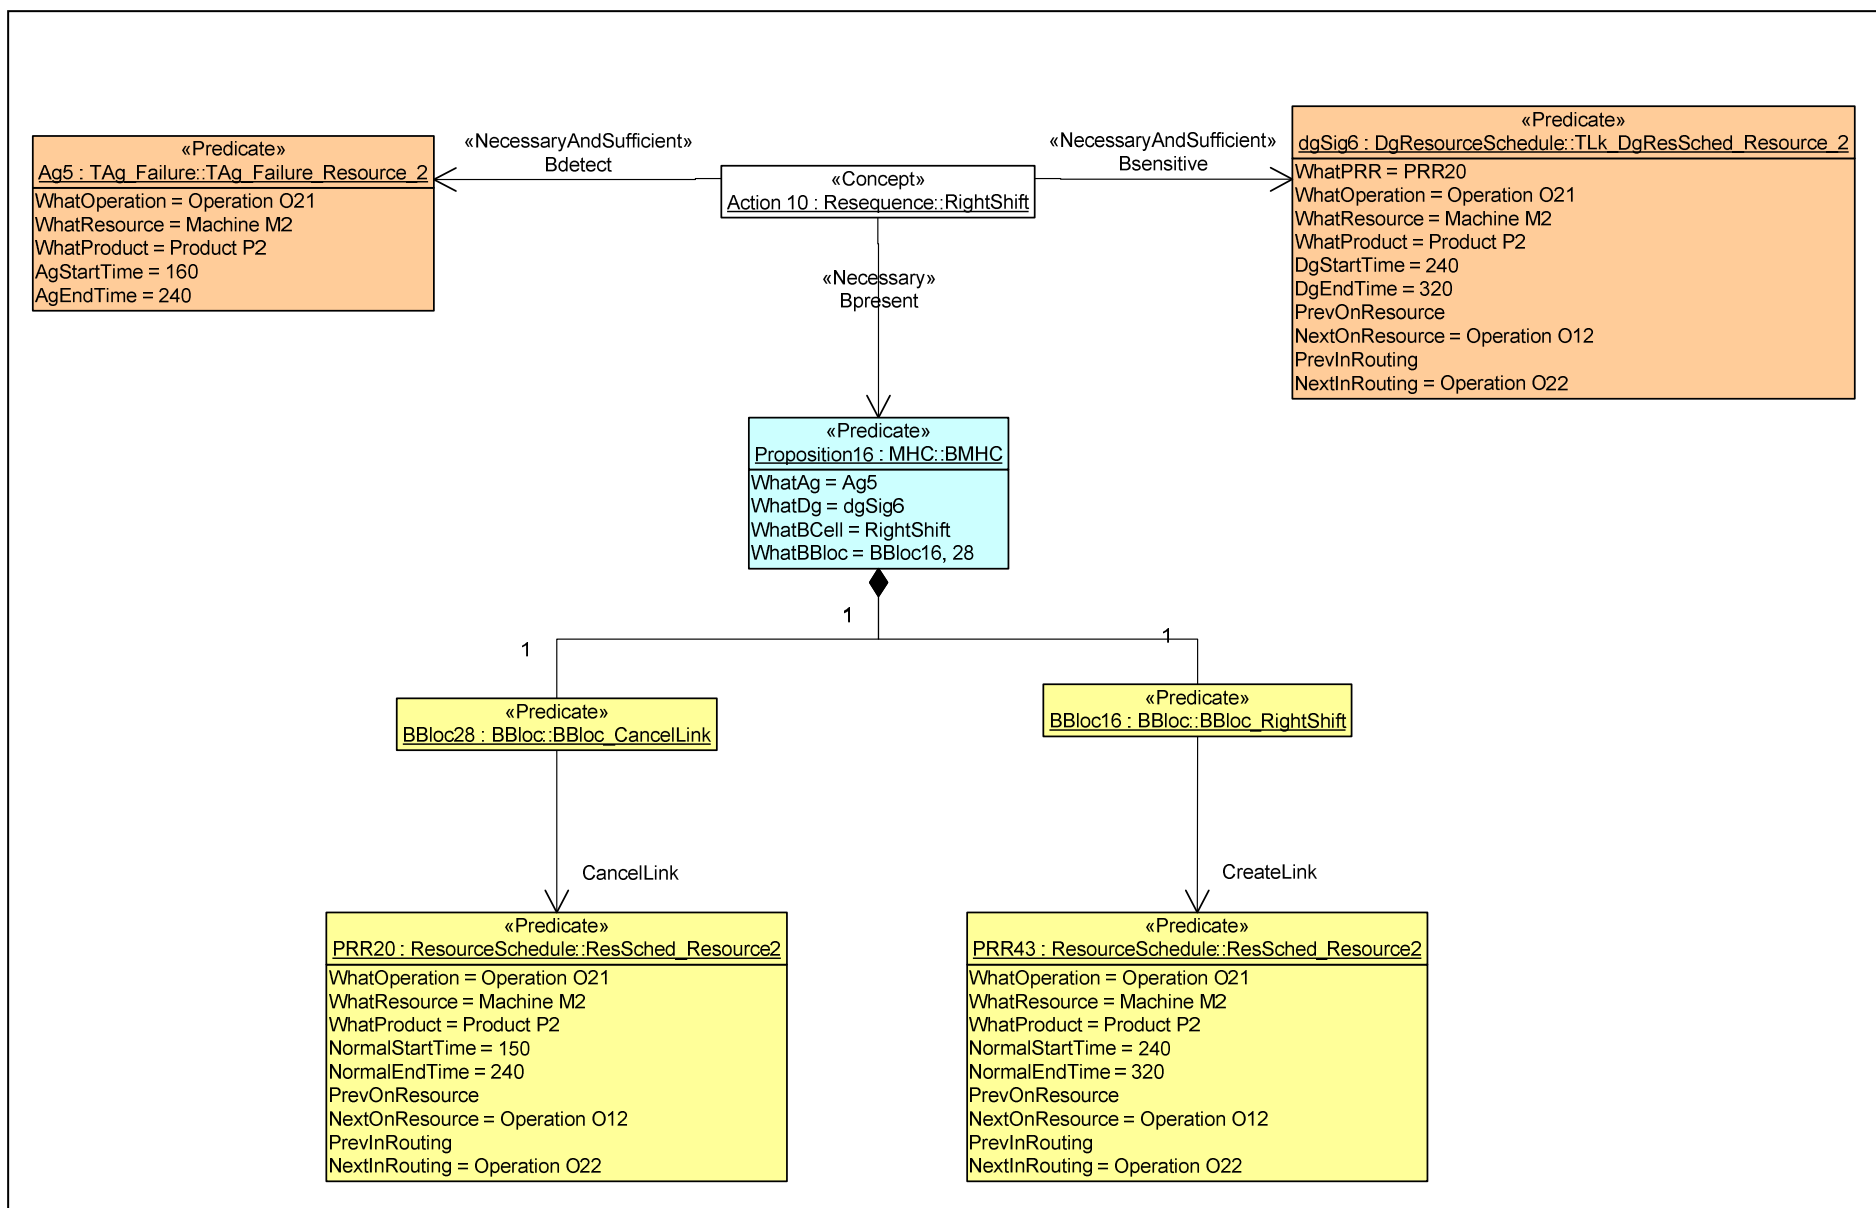 «Predicate»
Ag5 : TAg_Failure::TAg_Failure_Resource_2
WhatOperation = Operation O21
WhatResource = Machine M2
WhatProduct = Product P2
AgStartTime = 160
AgEndTime = 240
«NecessaryAndSufficient»
Bdetect
«Concept»
Action 10 : Resequence::RightShift
«NecessaryAndSufficient»
Bsensitive
«Predicate»
dgSig6 : DgResourceSchedule::TLk_DgResSched_Resource_2
WhatPRR = PRR20
WhatOperation = Operation O21
WhatResource = Machine M2
WhatProduct = Product P2
DgStartTime = 240
DgEndTime = 320
PrevOnResource
NextOnResource = Operation O12
PrevInRouting
NextInRouting = Operation O22
«Necessary»
Bpresent
«Predicate»
Proposition16 : MHC::BMHC
WhatAg = Ag5
WhatDg = dgSig6
WhatBCell = RightShift
WhatBBloc = BBloc16, 28
1
1
1
«Predicate»
BBloc28 : BBloc::BBloc_CancelLink
«Predicate»
BBloc16 : BBloc::BBloc_RightShift
CancelLink
CreateLink
«Predicate»
PRR20 : ResourceSchedule::ResSched_Resource2
WhatOperation = Operation O21
WhatResource = Machine M2
WhatProduct = Product P2
NormalStartTime = 150
NormalEndTime = 240
PrevOnResource
NextOnResource = Operation O12
PrevInRouting
NextInRouting = Operation O22
«Predicate»
PRR43 : ResourceSchedule::ResSched_Resource2
WhatOperation = Operation O21
WhatResource = Machine M2
WhatProduct = Product P2
NormalStartTime = 240
NormalEndTime = 320
PrevOnResource
NextOnResource = Operation O12
PrevInRouting
NextInRouting = Operation O22